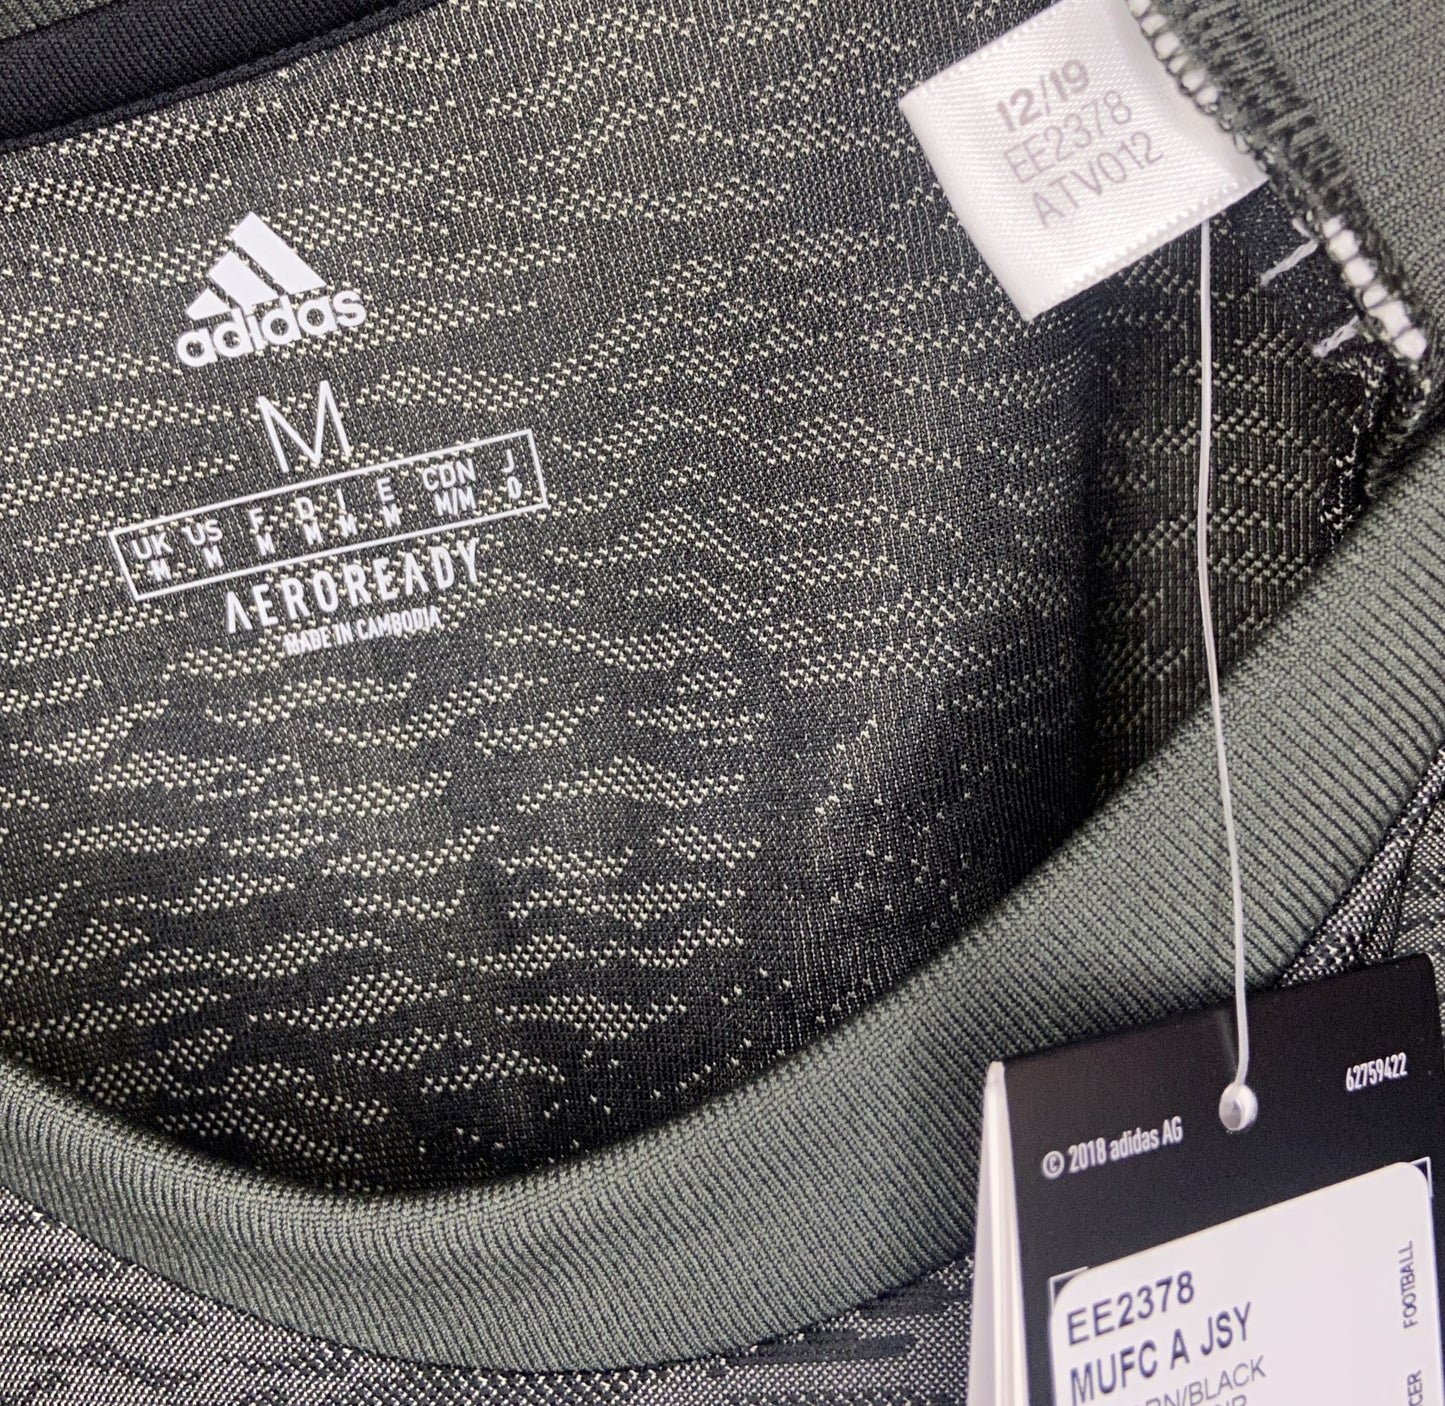 12/19
EE2378
ATV012
adidas
M
UK US F D I E CDN J
M M M M M M M/M O
AEROREADY
MADE IN CAMBODIA
62759422
© 2018 adidas AG
EE2378
MUFC A JSY
/BLACK
FOOTBALL